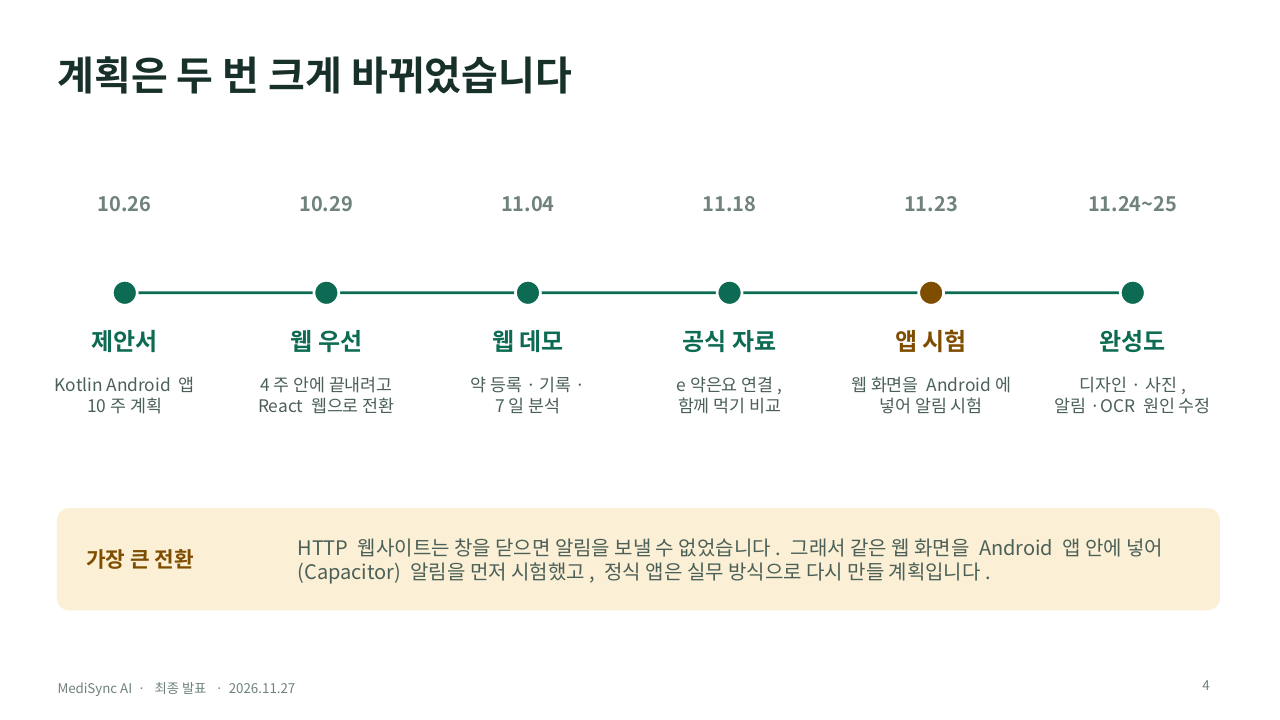 계획은 두 번 크게 바뀌었습니다
10.26
10.29
11.04
11.18
11.23
11.24~25
제안서
웹 우선
웹 데모
공식 자료
앱 시험
완성도
Kotlin Android 앱
10 주 계획
4 주 안에 끝내려고
React 웹으로 전환
약 등록 · 기록 ·
7 일 분석
e 약은요 연결 ,
함께 먹기 비교
웹 화면을 Android 에
넣어 알림 시험
디자인 · 사진 ,
알림 ·OCR 원인 수정
가장 큰 전환
HTTP 웹사이트는 창을 닫으면 알림을 보낼 수 없었습니다 . 그래서 같은 웹 화면을 Android 앱 안에 넣어
(Capacitor) 알림을 먼저 시험했고 , 정식 앱은 실무 방식으로 다시 만들 계획입니다 .
MediSync AI · 최종 발표 · 2026.11.27
4